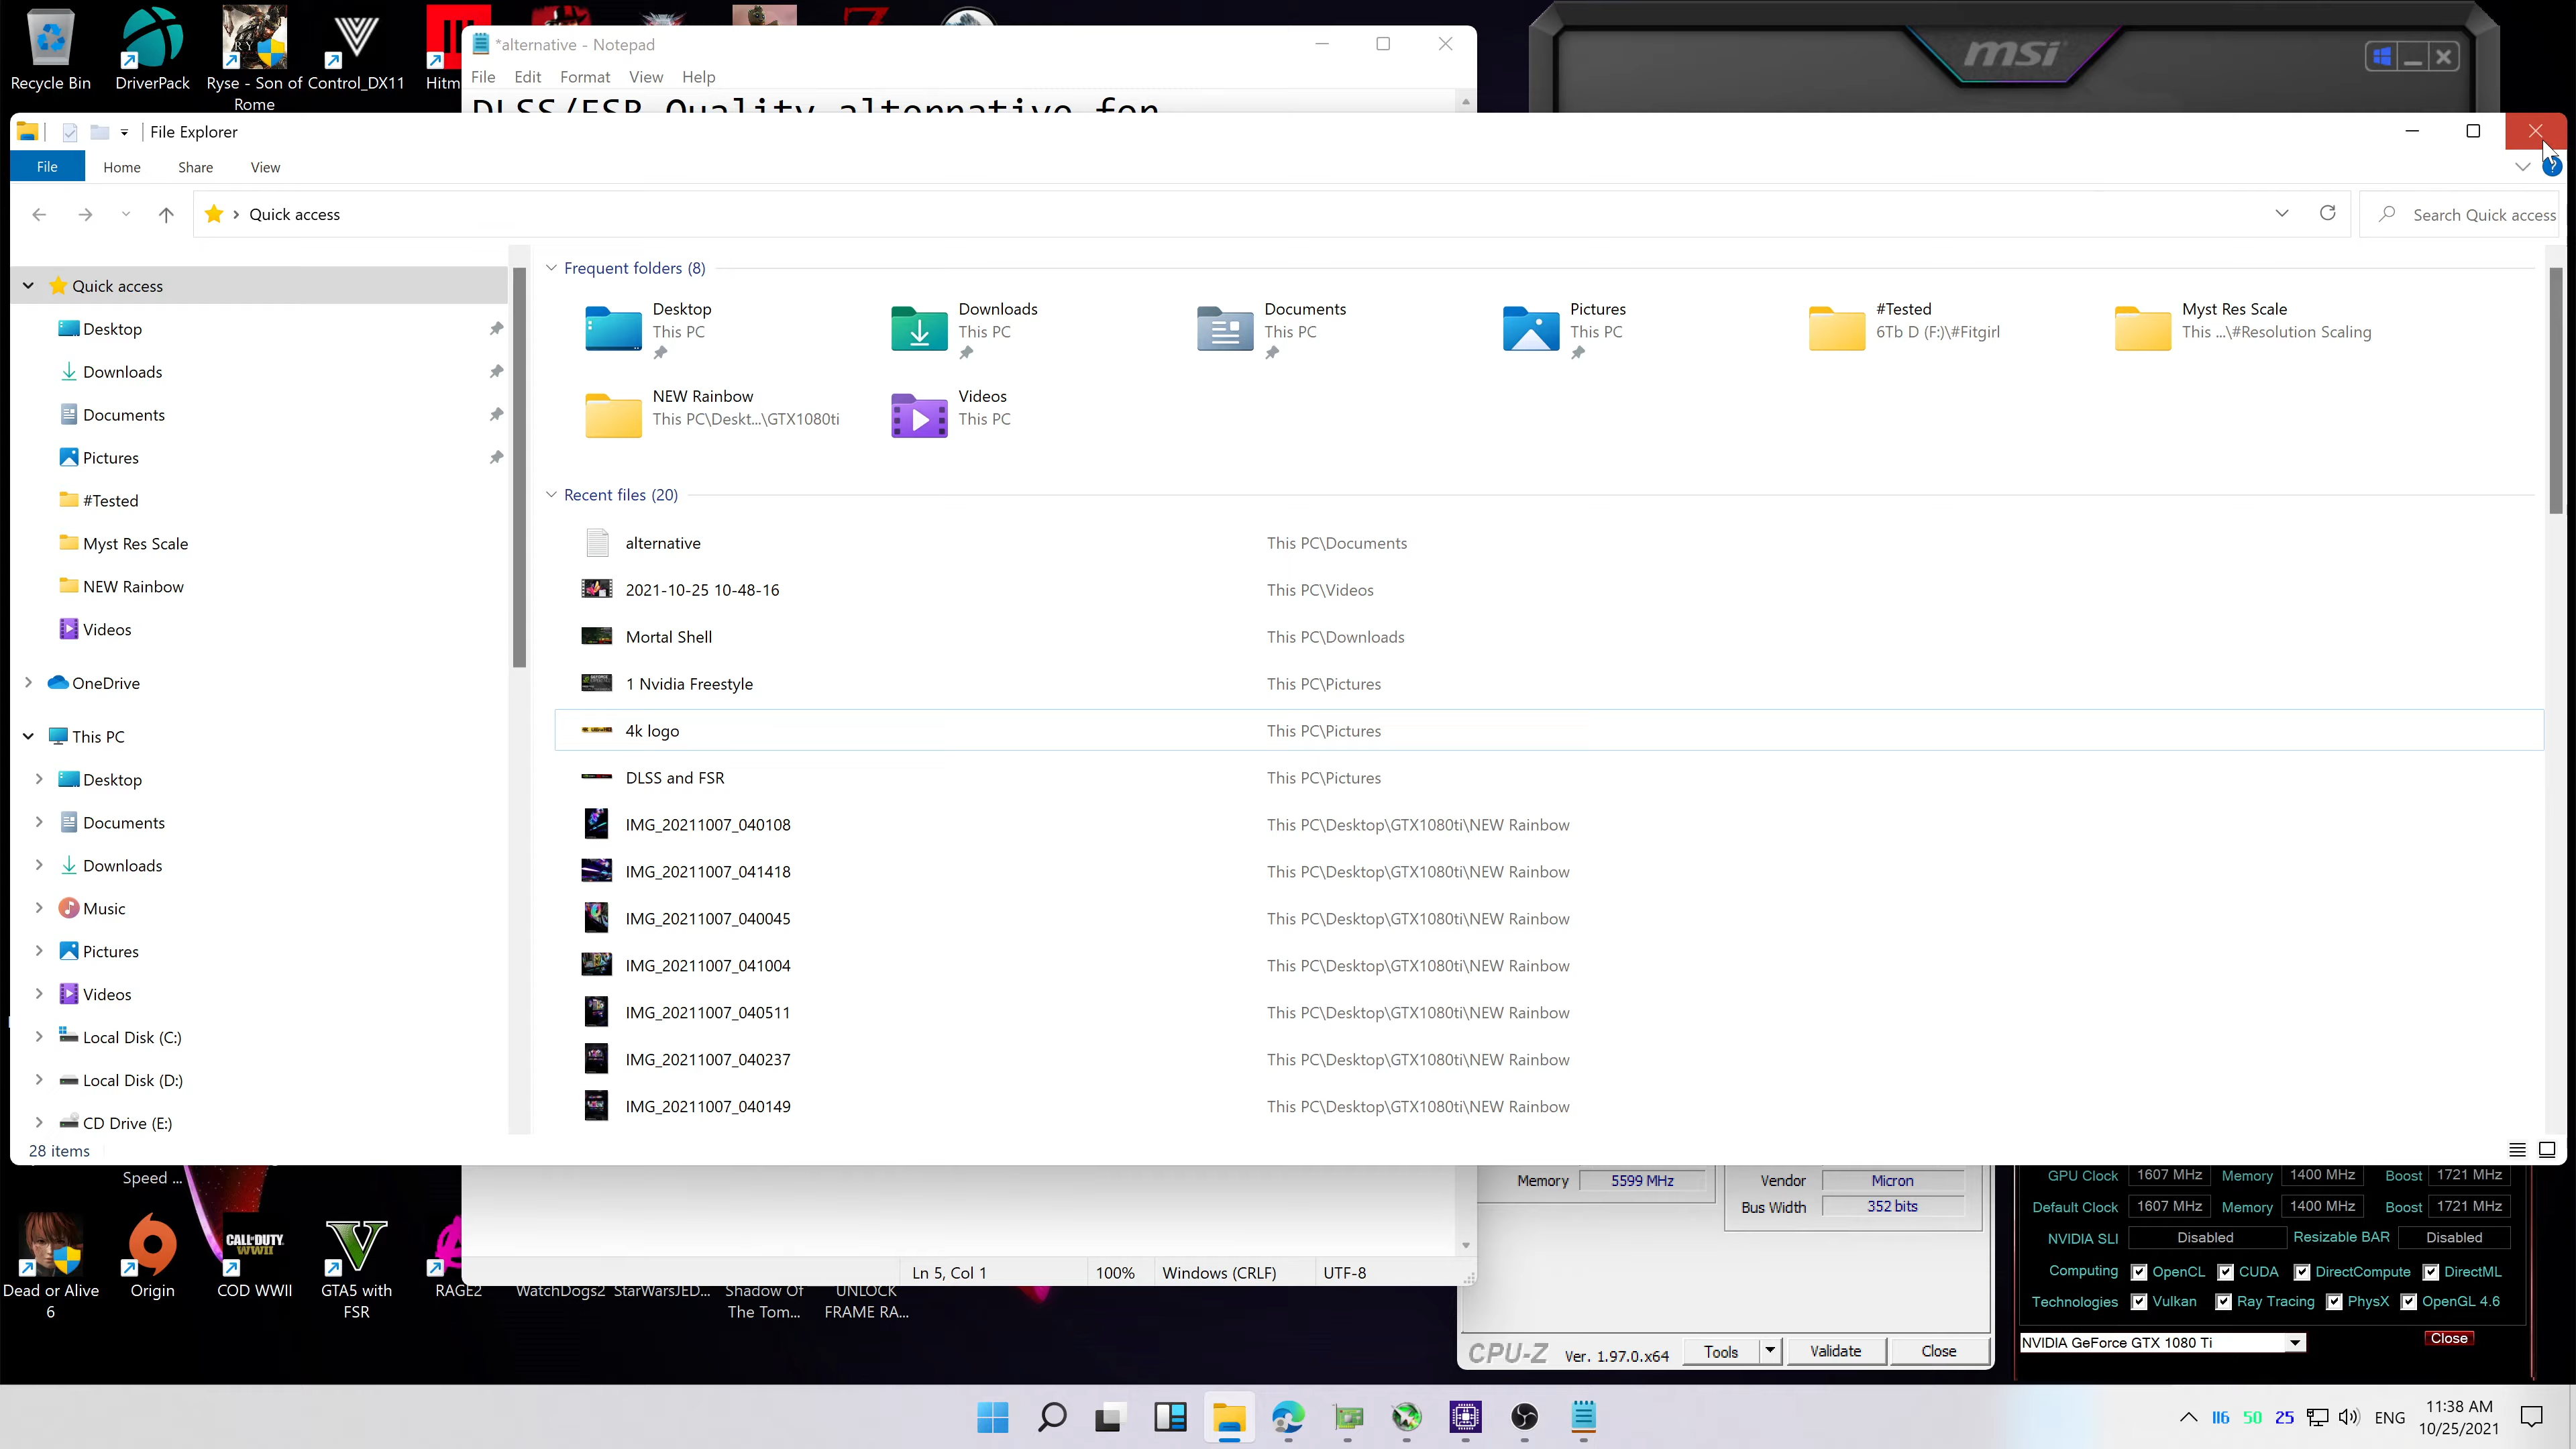 Recycle Bin
DriverPack
Ryse - Son of Rome
Control_DX11
Hitm
*alternative - Notepad
File Edit Format View Help
DLSS/FSR Quality alternative for
msi
File Explorer
File Home Share View
Quick access
Search Quick access
Quick access
Desktop
Downloads
Documents
Pictures
#Tested
Myst Res Scale
NEW Rainbow
Videos
OneDrive
This PC
Desktop
Documents
Downloads
Music
Pictures
Videos
Local Disk (C:)
Local Disk (D:)
CD Drive (E:)
28 items
Frequent folders (8)
Desktop
This PC
Downloads
This PC
Documents
This PC
Pictures
This PC
#Tested
6Tb D (F:)\#Fitgirl
Myst Res Scale
This ...\#Resolution Scaling
NEW Rainbow
This PC\Deskt...\GTX1080ti
Videos
This PC
Recent files (20)
alternative This PC\Documents
2021-10-25 10-48-16 This PC\Videos
Mortal Shell This PC\Downloads
1 Nvidia Freestyle This PC\Pictures
4k logo This PC\Pictures
DLSS and FSR This PC\Pictures
IMG_20211007_040108 This PC\Desktop\GTX1080ti\NEW Rainbow
IMG_20211007_041418 This PC\Desktop\GTX1080ti\NEW Rainbow
IMG_20211007_040045 This PC\Desktop\GTX1080ti\NEW Rainbow
IMG_20211007_041004 This PC\Desktop\GTX1080ti\NEW Rainbow
IMG_20211007_040511 This PC\Desktop\GTX1080ti\NEW Rainbow
IMG_20211007_040237 This PC\Desktop\GTX1080ti\NEW Rainbow
IMG_20211007_040149 This PC\Desktop\GTX1080ti\NEW Rainbow
Speed ...
Dead or Alive 6
Origin
CALL OF DUTY WWII
COD WWII
GTA5 with FSR
RAGE2
WatchDogs2
StarWarsJED...
Shadow Of The Tom...
UNLOCK FRAME RA...
Ln 5, Col 1 100% Windows (CRLF) UTF-8
Memory 5599 MHz
Vendor Micron
Bus Width 352 bits
CPU-Z Ver. 1.97.0.x64 Tools Validate Close
GPU Clock 1607 MHz Memory 1400 MHz Boost 1721 MHz
Default Clock 1607 MHz Memory 1400 MHz Boost 1721 MHz
NVIDIA SLI Disabled Resizable BAR Disabled
Computing OpenCL CUDA DirectCompute DirectML
Technologies Vulkan Ray Tracing PhysX OpenGL 4.6
NVIDIA GeForce GTX 1080 Ti Close
116 50 25 ENG
11:38 AM
10/25/2021